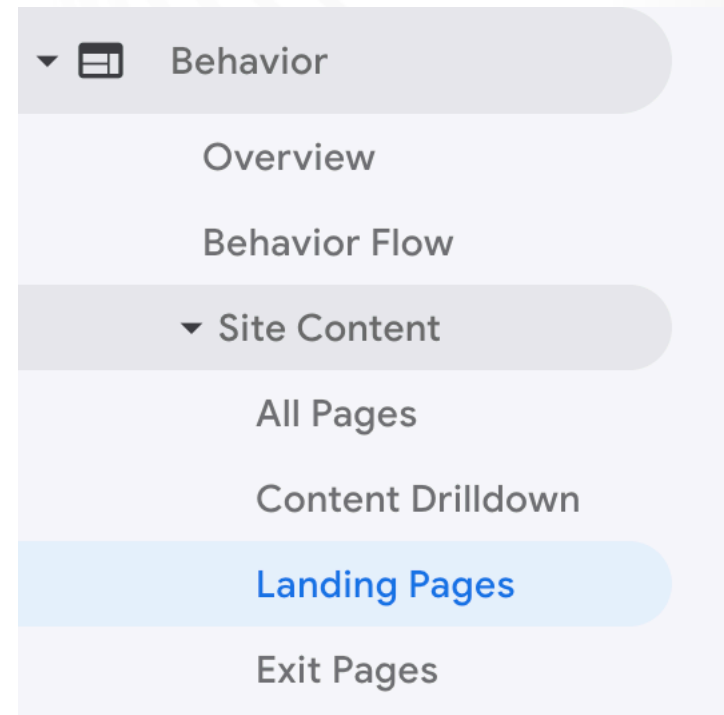 Behavior
Overview
Behavior Flow
Site Content
All Pages
Content Drilldown
Landing Pages
Exit Pages